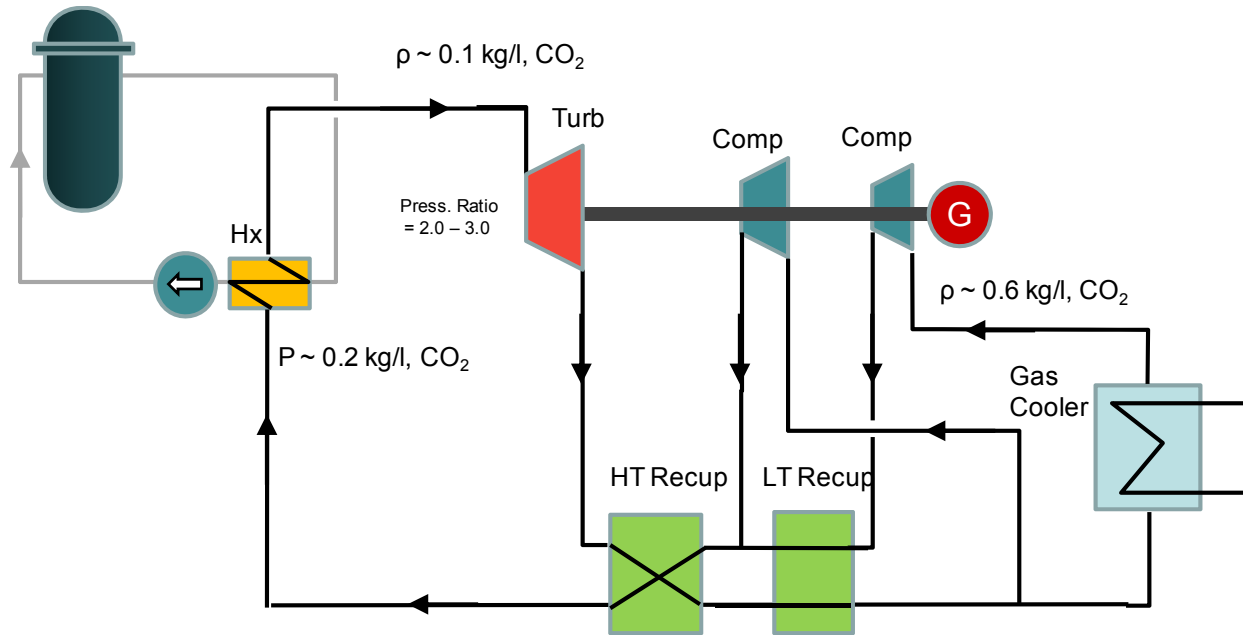 ρ ~ 0.1 kg/l, CO₂
Turb
Comp
Comp
Press. Ratio
= 2.0 – 3.0
G
Hx
ρ ~ 0.6 kg/l, CO₂
P ~ 0.2 kg/l, CO₂
Gas
Cooler
HT Recup
LT Recup